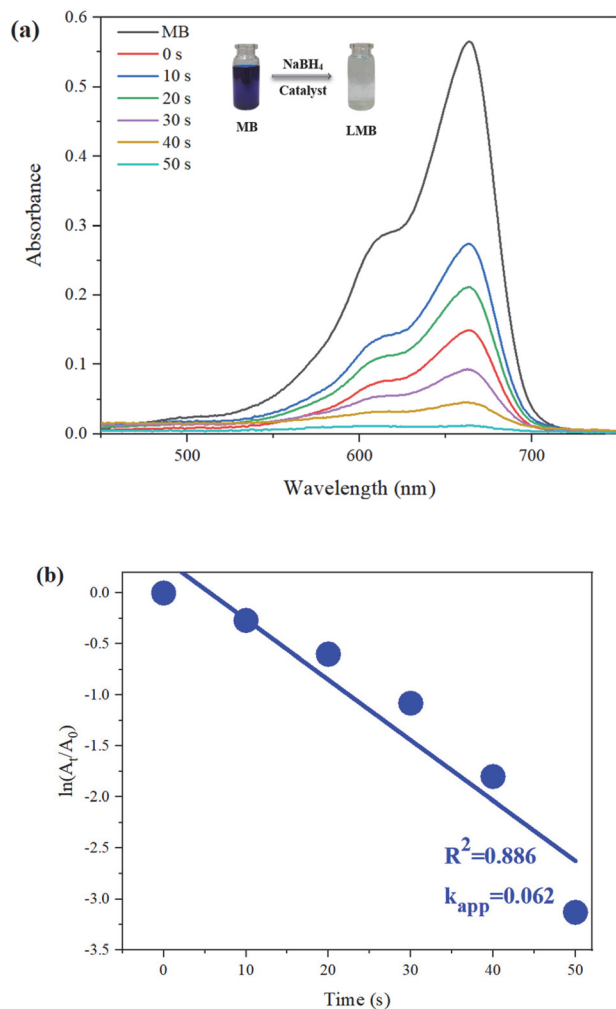 (a)
MB
0 s
10 s
20 s
30 s
40 s
50 s
NaBH4
Catalyst
MB
LMB
0.6
0.5
0.4
0.3
0.2
0.1
0.0
Absorbance
500
600
700
Wavelength (nm)
(b)
0.0
-0.5
-1.0
-1.5
-2.0
-2.5
-3.0
-3.5
ln(At/A0)
R²=0.886
kapp=0.062
0
10
20
30
40
50
Time (s)